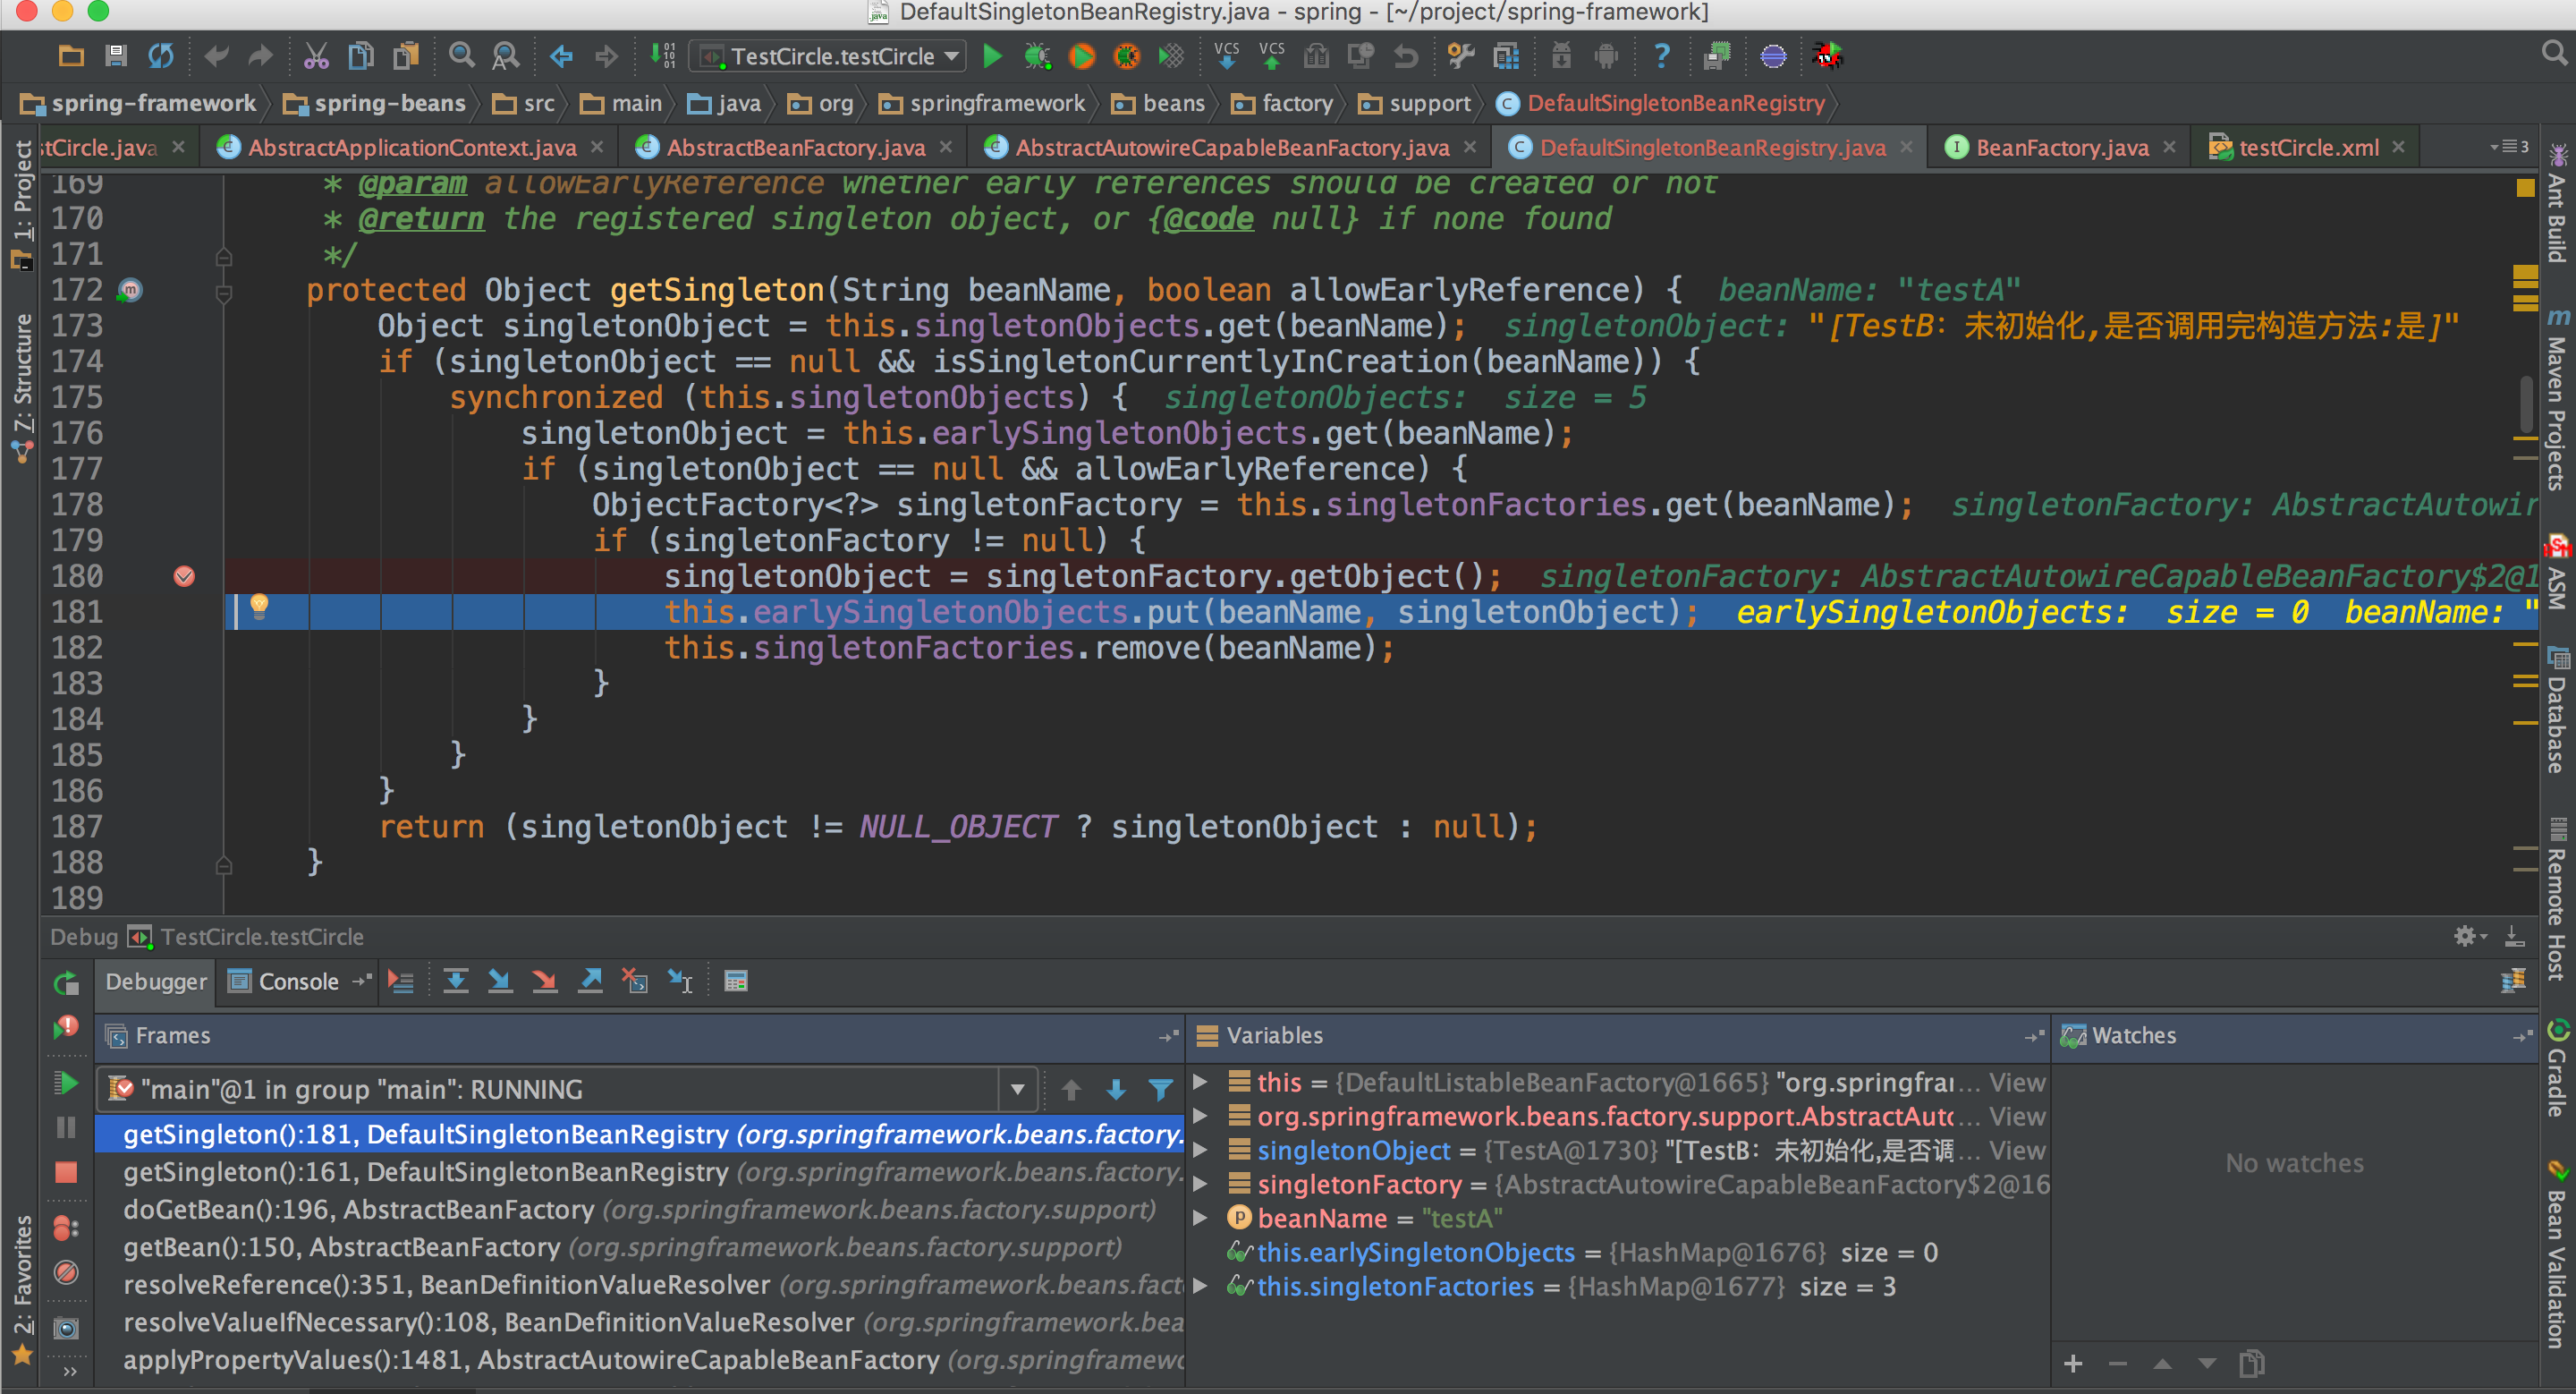 DefaultSingletonBeanRegistry.java - spring - [~/project/spring-framework]
TestCircle.testCircle
VCS VCS
spring-framework spring-beans src main java org springframework beans factory support DefaultSingletonBeanRegistry
stCircle.java AbstractApplicationContext.java AbstractBeanFactory.java AbstractAutowireCapableBeanFactory.java DefaultSingletonBeanRegistry.java BeanFactory.java testCircle.xml 3
169 * @param allowEarlyReference whether early references should be created or not
170 * @return the registered singleton object, or {@code null} if none found
171 */
172 protected Object getSingleton(String beanName, boolean allowEarlyReference) { beanName: "testA"
173 Object singletonObject = this.singletonObjects.get(beanName); singletonObject: "[TestB：未初始化,是否调用完构造方法:是]"
174 if (singletonObject == null && isSingletonCurrentlyInCreation(beanName)) {
175 synchronized (this.singletonObjects) { singletonObjects: size = 5
176 singletonObject = this.earlySingletonObjects.get(beanName);
177 if (singletonObject == null && allowEarlyReference) {
178 ObjectFactory<?> singletonFactory = this.singletonFactories.get(beanName); singletonFactory: AbstractAutowir
179 if (singletonFactory != null) {
180 singletonObject = singletonFactory.getObject(); singletonFactory: AbstractAutowireCapableBeanFactory$2@1
181 this.earlySingletonObjects.put(beanName, singletonObject); earlySingletonObjects: size = 0 beanName: "
182 this.singletonFactories.remove(beanName);
183 }
184 }
185 }
186 }
187 return (singletonObject != NULL_OBJECT ? singletonObject : null);
188 }
189
1: Project
7: Structure
2: Favorites
Ant Build
Maven Projects
ASM
Database
Remote Host
Gradle
Bean Validation
Debug TestCircle.testCircle
Debugger Console
Frames
"main"@1 in group "main": RUNNING
getSingleton():181, DefaultSingletonBeanRegistry (org.springframework.beans.factory.
getSingleton():161, DefaultSingletonBeanRegistry (org.springframework.beans.factory.
doGetBean():196, AbstractBeanFactory (org.springframework.beans.factory.support)
getBean():150, AbstractBeanFactory (org.springframework.beans.factory.support)
resolveReference():351, BeanDefinitionValueResolver (org.springframework.beans.fact
resolveValueIfNecessary():108, BeanDefinitionValueResolver (org.springframework.bea
applyPropertyValues():1481, AbstractAutowireCapableBeanFactory (org.springframewo
Variables
this = {DefaultListableBeanFactory@1665} "org.springfrar... View
org.springframework.beans.factory.support.AbstractAuto... View
singletonObject = {TestA@1730} "[TestB：未初始化,是否调... View
singletonFactory = {AbstractAutowireCapableBeanFactory$2@16
beanName = "testA"
this.earlySingletonObjects = {HashMap@1676} size = 0
this.singletonFactories = {HashMap@1677} size = 3
Watches
No watches